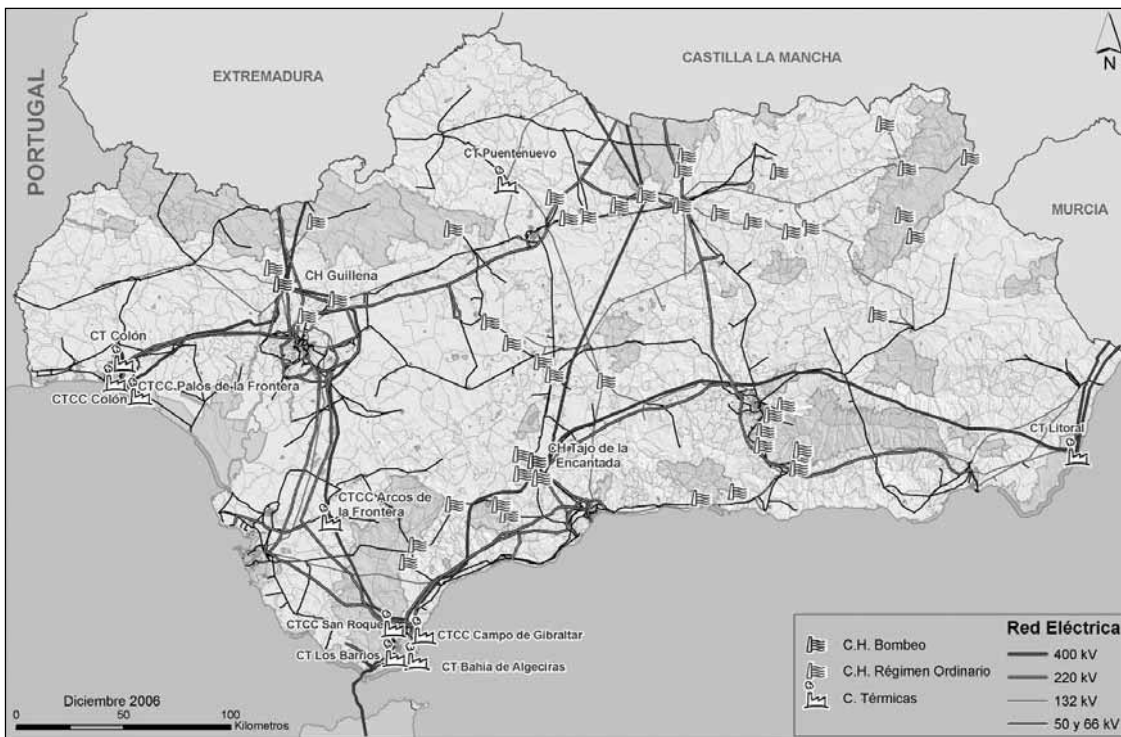 EXTREMADURA
CASTILLA LA MANCHA
N
PORTUGAL
CT Puentenuevo
MURCIA
CH Guillena
CT Colón
CTCC Palos de la Frontera
CTCC Colón
CT Litoral
CH Tajo de la
Encantada
CTCC Arcos de
la Frontera
CTCC San Roque
CTCC Campo de Gibraltar
CT Los Barrios
CT Bahía de Algeciras
Diciembre 2006
0 50 100
Kilometros
C.H. Bombeo
C.H. Régimen Ordinario
C. Térmicas
Red Eléctrica
400 kV
220 kV
132 kV
50 y 66 kV